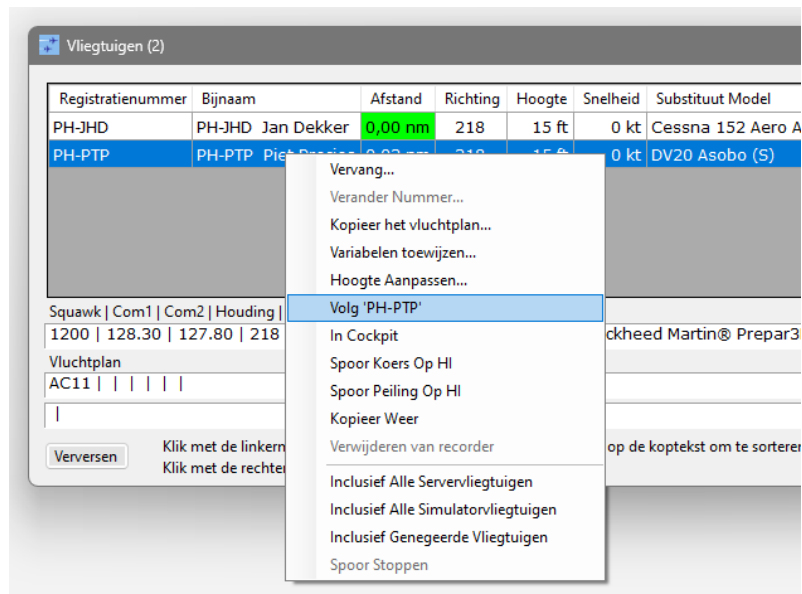 Vliegtuigen (2)
Registratienummer Bijnaam Afstand Richting Hoogte Snelheid Substituut Model
PH-JHD PH-JHD Jan Dekker 0,00 nm 218 15 ft 0 kt Cessna 152 Aero A
PH-PTP PH-PTP 0 kt DV20 Asobo (S)
Vervang...
Verander Nummer...
Kopieer het vluchtplan...
Variabelen toewijzen...
Hoogte Aanpassen...
Volg 'PH-PTP'
In Cockpit
Spoor Koers Op HI
Spoor Peiling Op HI
Kopieer Weer
Verwijderen van recorder
Inclusief Alle Servervliegtuigen
Inclusief Alle Simulatorvliegtuigen
Inclusief Genegeerde Vliegtuigen
Spoor Stoppen
Squawk | Com1 | Com2 | Houding |
1200 | 128.30 | 127.80 | 218 ckheed Martin® Prepar3
Vluchtplan
AC11 | | | | | |
|
Verversen
Klik met de linkern op de koptekst om te sorteren
Klik met de rechter